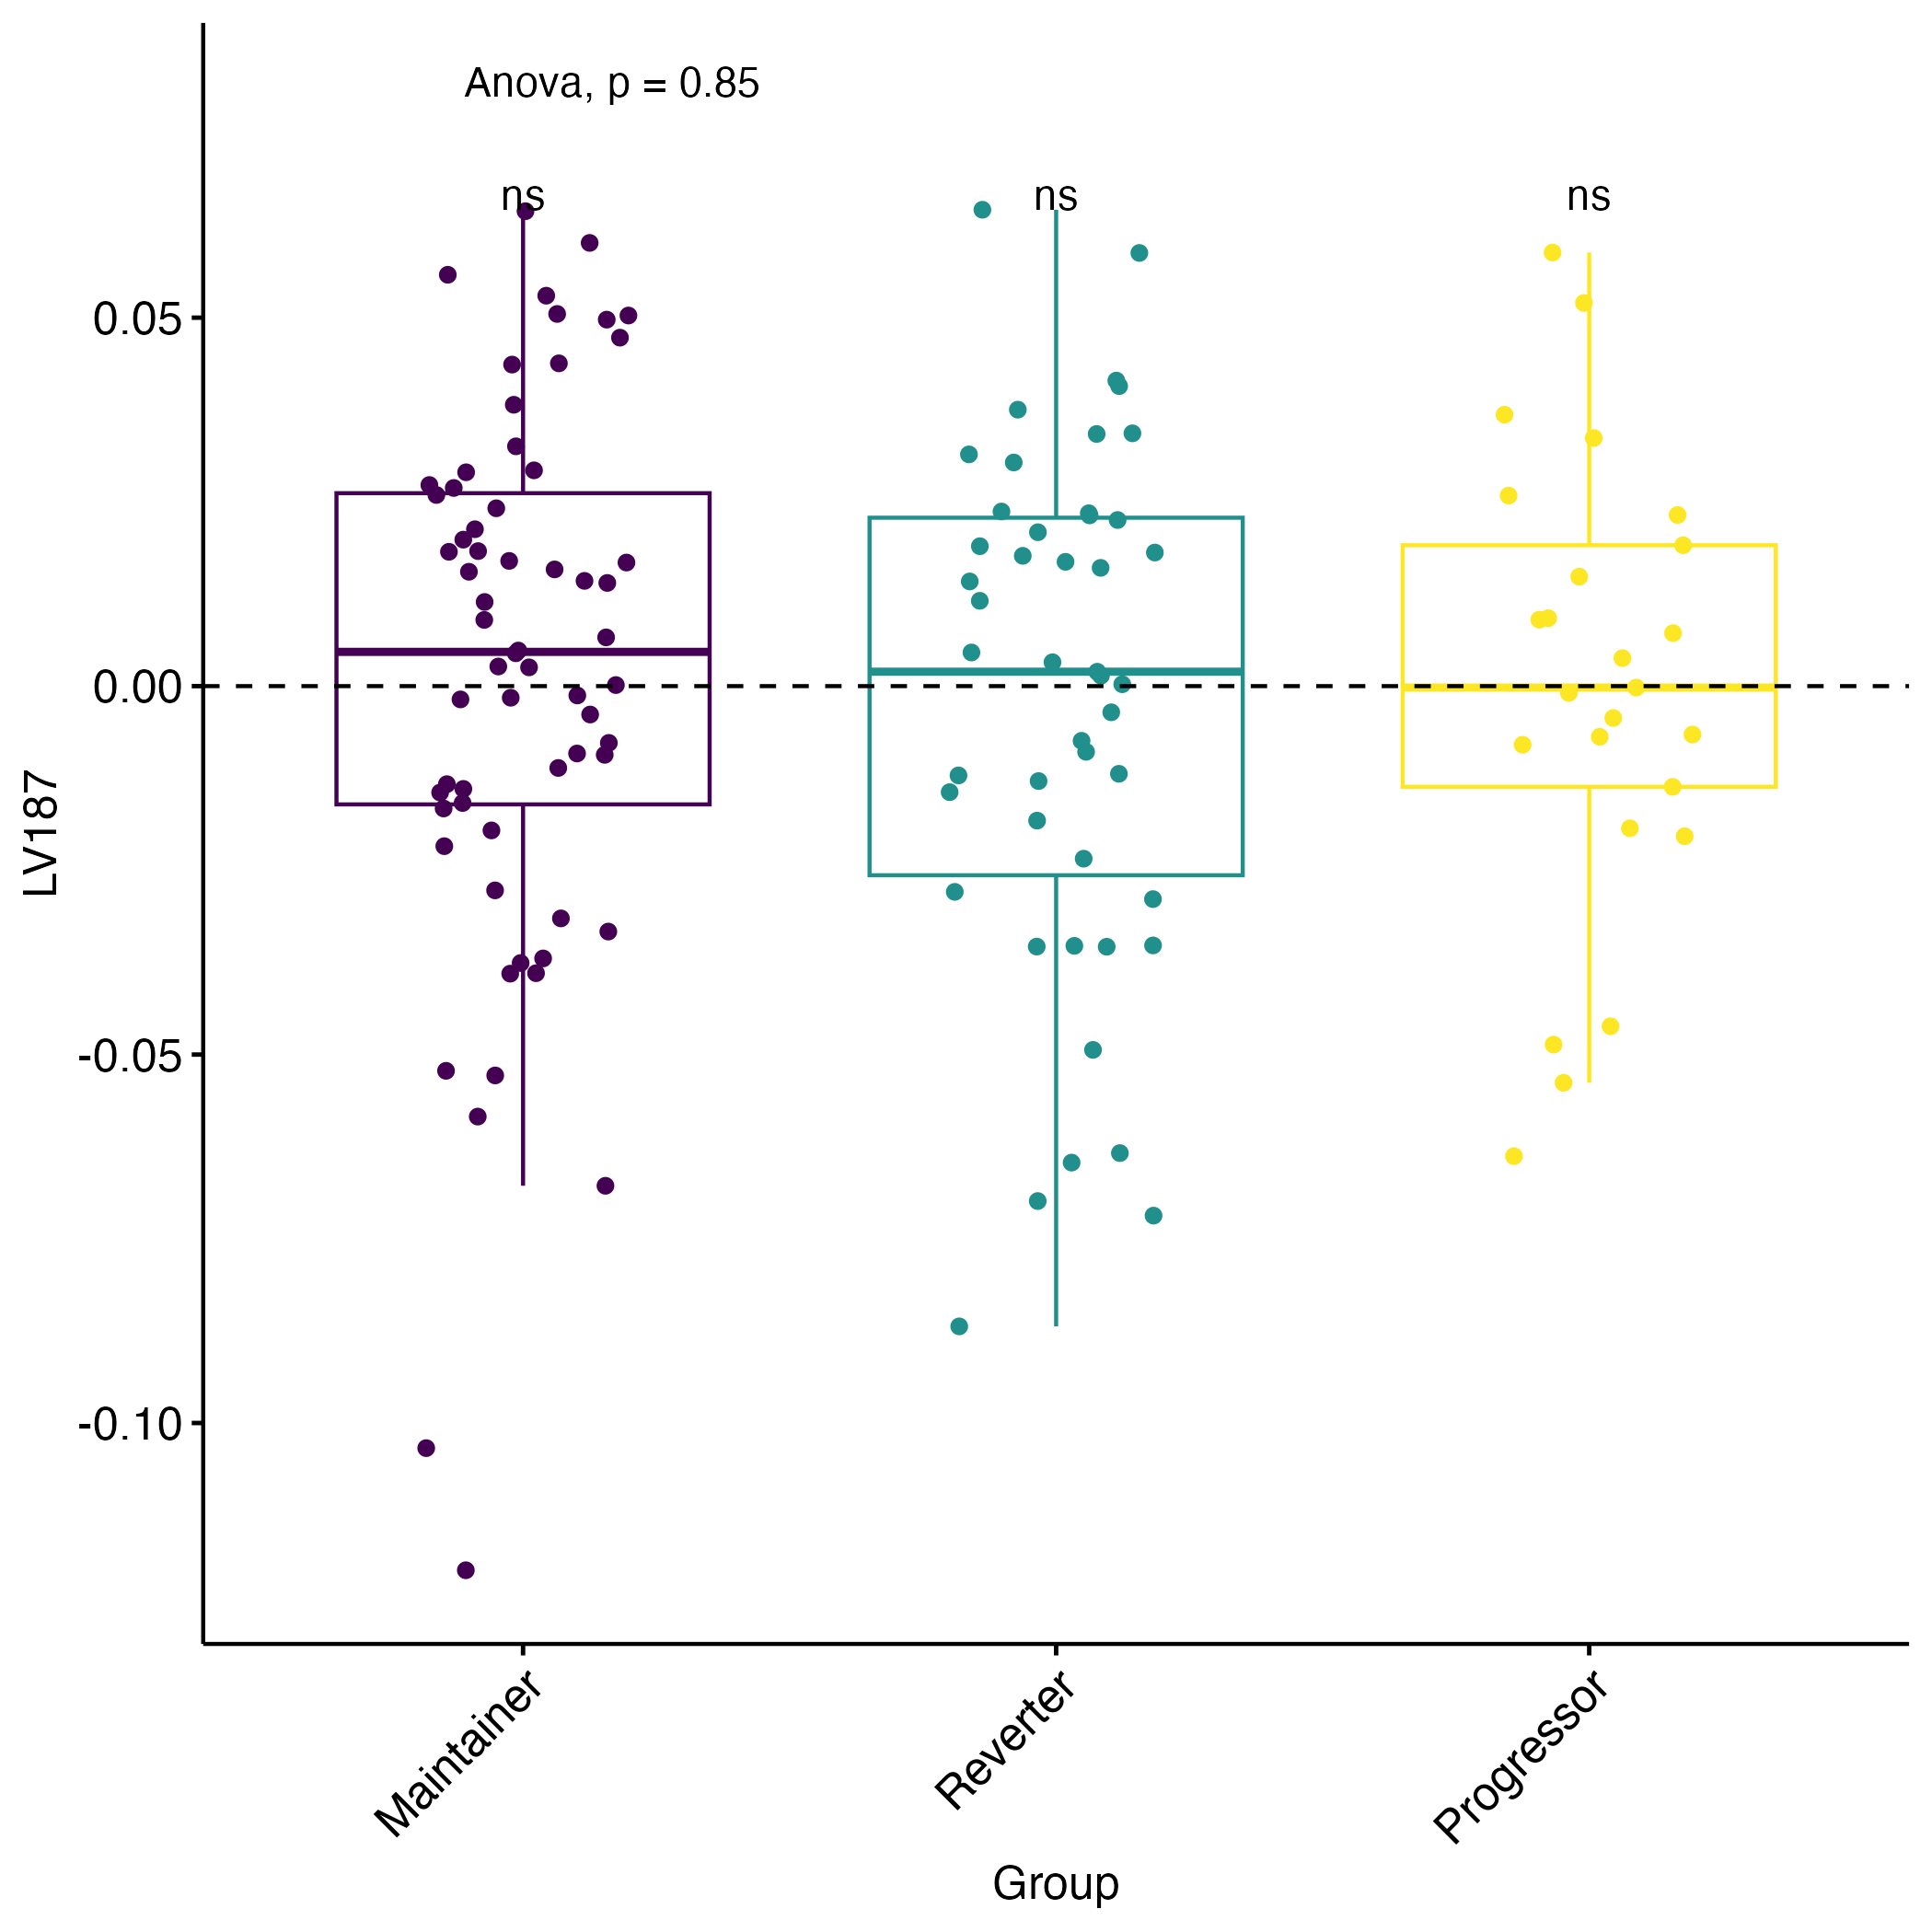 Anova, p = 0.85
ns ns ns
0.05
0.00
-0.05
-0.10
LV187
Maintainer Reverter Progressor
Group